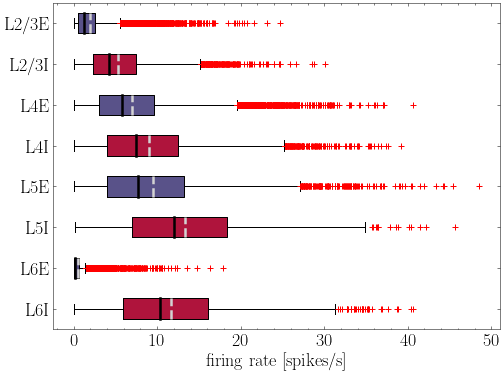 L2/3E
L2/3I
L4E
L4I
L5E
L5I
L6E
L6I
0 10 20 30 40 50
firing rate [spikes/s]